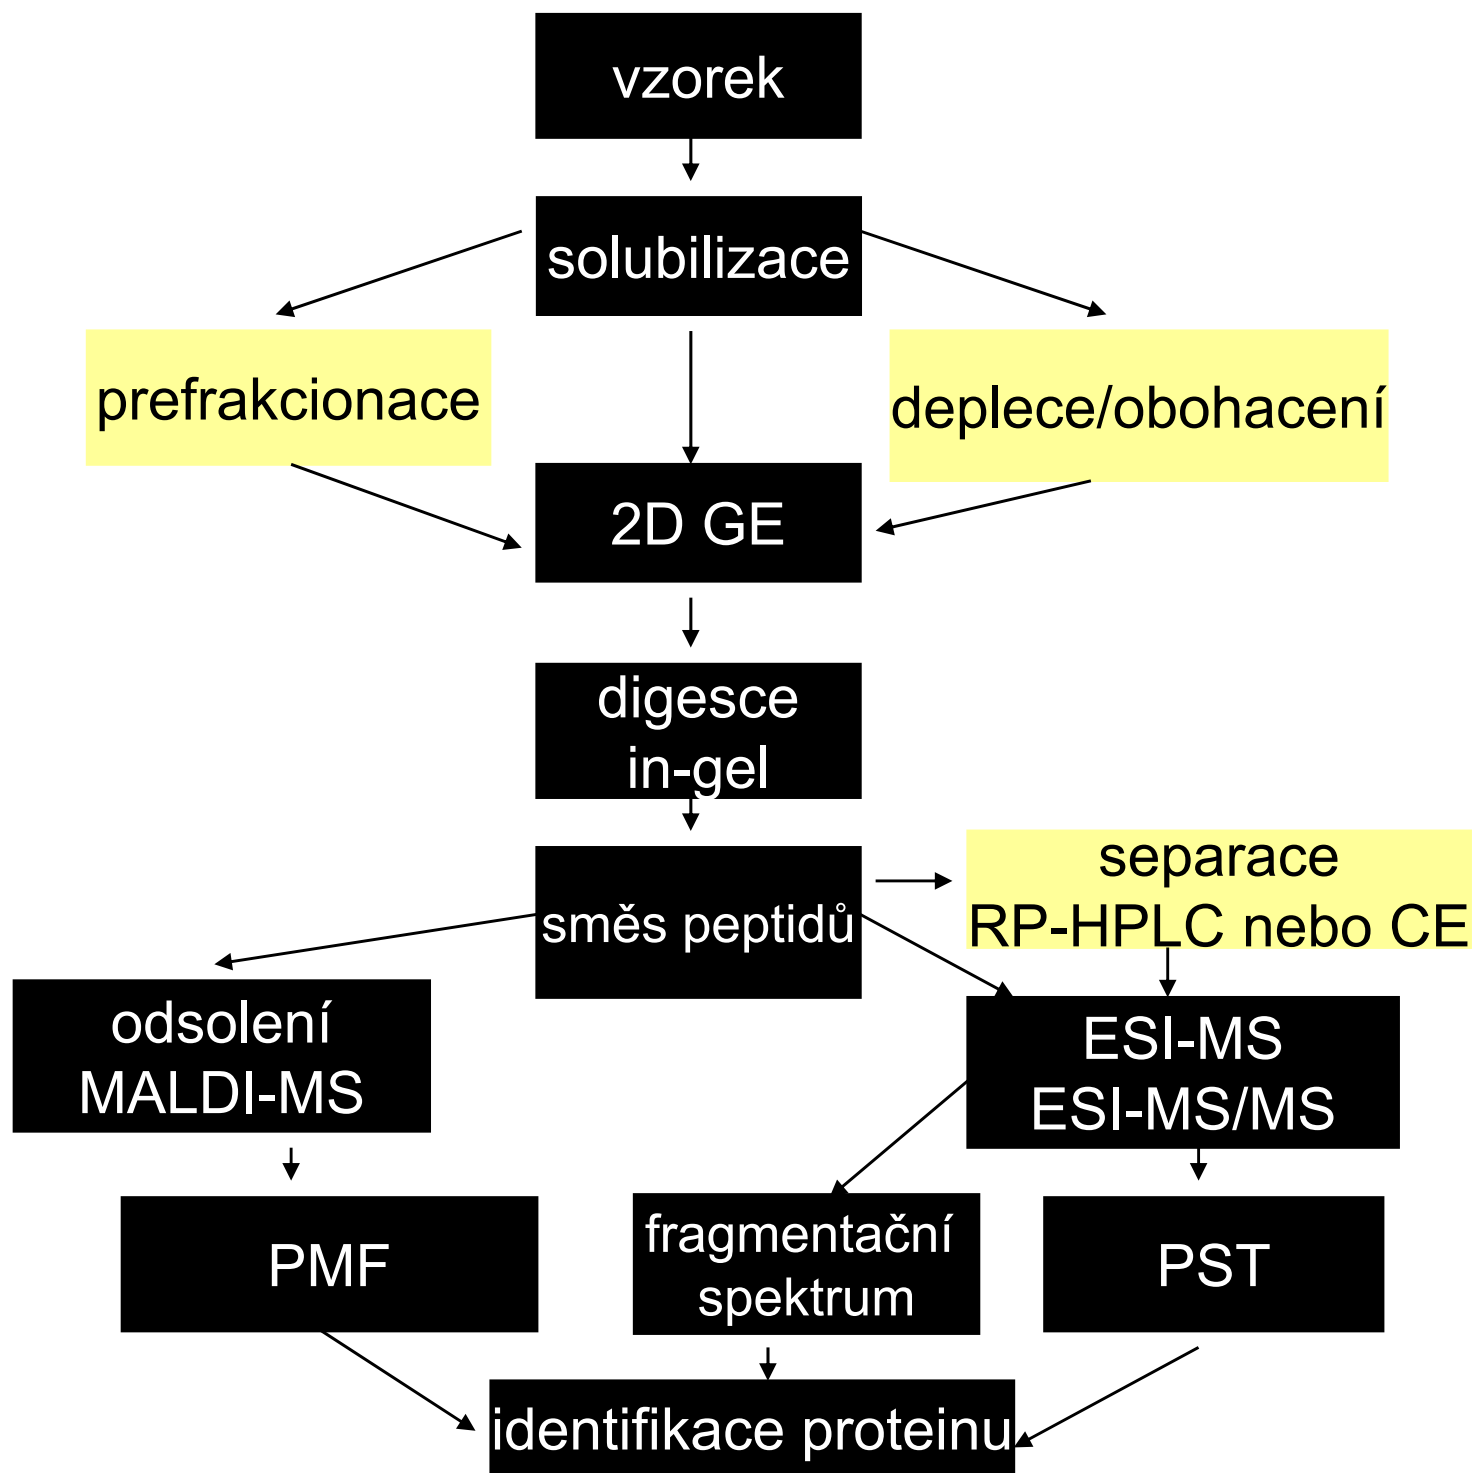 vzorek
solubilizace
prefrakcionace
deplece/obohacení
2D GE
digesce
in-gel
směs peptidů
separace
RP-HPLC nebo CE
odsolení
MALDI-MS
ESI-MS
ESI-MS/MS
PMF
fragmentační
spektrum
PST
identifikace proteinu